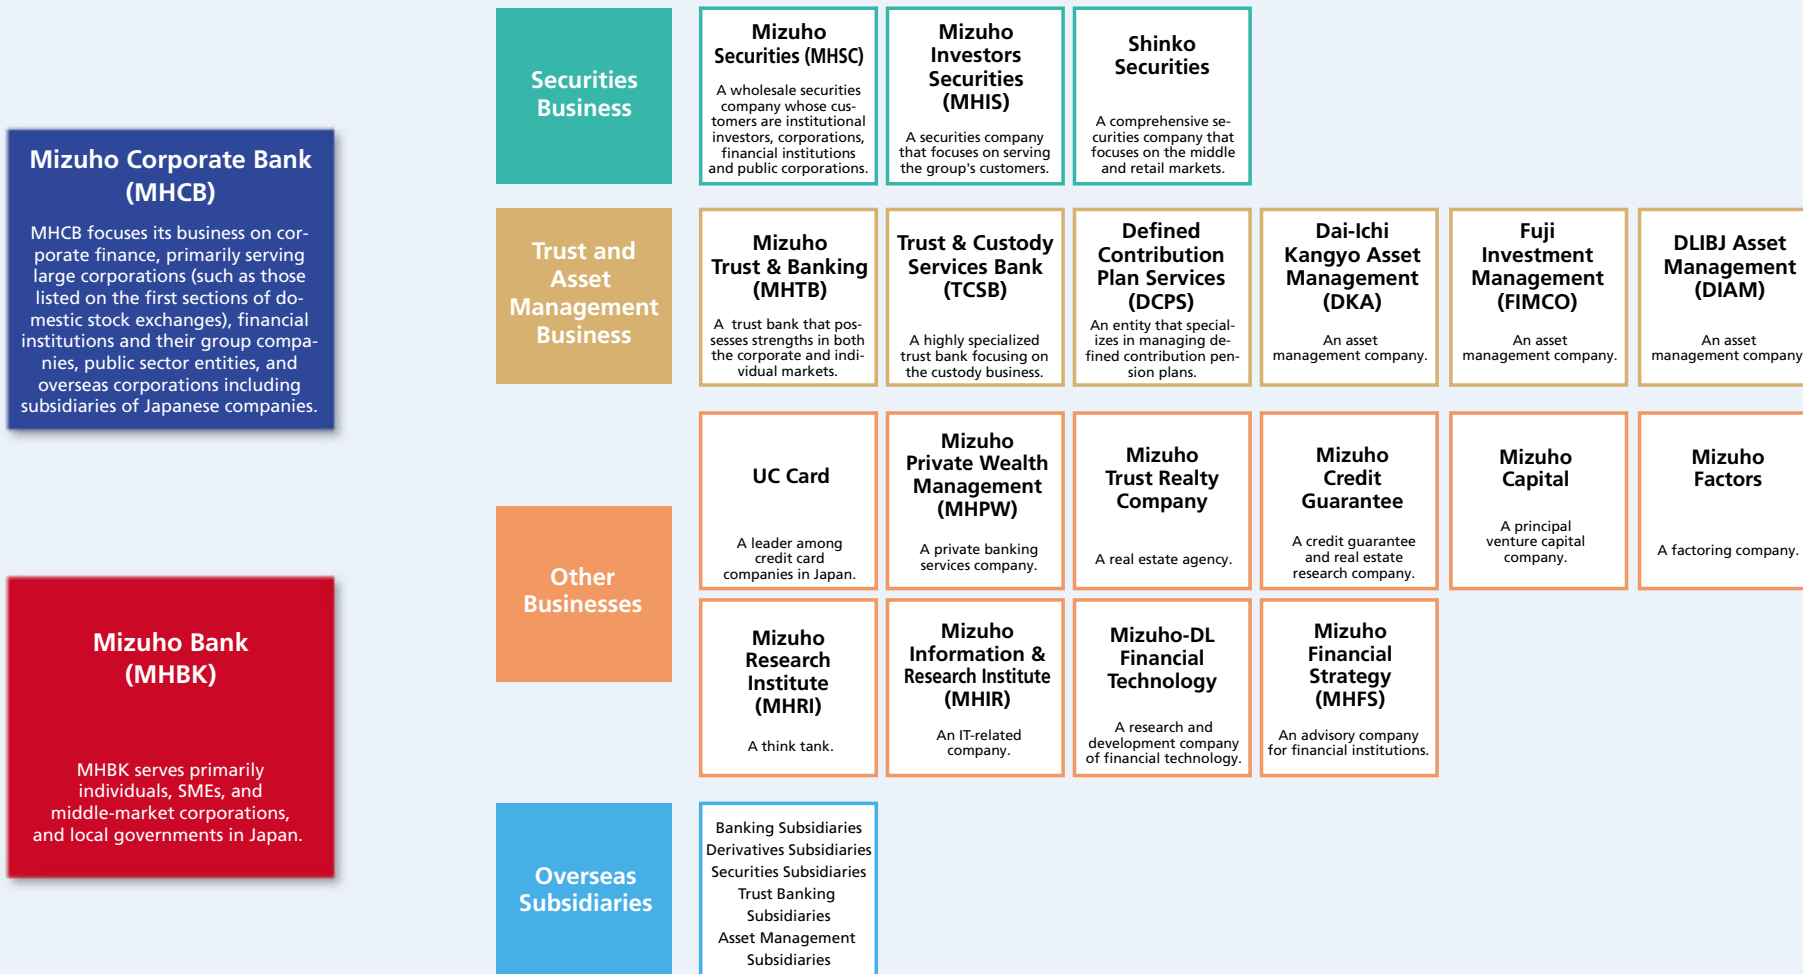 Mizuho Corporate Bank
(MHCB)
MHCB focuses its business on cor-
porate finance, primarily serving
large corporations (such as those
listed on the first sections of do-
mestic stock exchanges), financial
institutions and their group compa-
nies, public sector entities, and
overseas corporations including
subsidiaries of Japanese companies.
Mizuho Bank
(MHBK)
MHBK serves primarily
individuals, SMEs, and
middle-market corporations,
and local governments in Japan.
Securities
Business
Mizuho
Securities (MHSC)
A wholesale securities
company whose cus-
tomers are institutional
investors, corporations,
financial institutions
and public corporations.
Mizuho
Investors
Securities
(MHIS)
A securities company
that focuses on serving
the group's customers.
Shinko
Securities
A comprehensive se-
curities company that
focuses on the middle
and retail markets.
Trust and
Asset
Management
Business
Mizuho
Trust & Banking
(MHTB)
A trust bank that pos-
sesses strengths in both
the corporate and indi-
vidual markets.
Trust & Custody
Services Bank
(TCSB)
A highly specialized
trust bank focusing on
the custody business.
Defined
Contribution
Plan Services
(DCPS)
An entity that special-
izes in managing de-
fined contribution pen-
sion plans.
Dai-Ichi
Kangyo Asset
Management
(DKA)
An asset
management company.
Fuji
Investment
Management
(FIMCO)
An asset
management company.
DLIBJ Asset
Management
(DIAM)
An asset
management company.
Other
Businesses
UC Card
A leader among
credit card
companies in Japan.
Mizuho
Private Wealth
Management
(MHPW)
A private banking
services company.
Mizuho
Trust Realty
Company
A real estate agency.
Mizuho
Credit
Guarantee
A credit guarantee
and real estate
research company.
Mizuho
Capital
A principal
venture capital
company.
Mizuho
Factors
A factoring company.
Mizuho
Research
Institute
(MHRI)
A think tank.
Mizuho
Information &
Research Institute
(MHIR)
An IT-related
company.
Mizuho-DL
Financial
Technology
A research and
development company
of financial technology.
Mizuho
Financial
Strategy
(MHFS)
An advisory company
for financial institutions.
Overseas
Subsidiaries
Banking Subsidiaries
Derivatives Subsidiaries
Securities Subsidiaries
Trust Banking
Subsidiaries
Asset Management
Subsidiaries